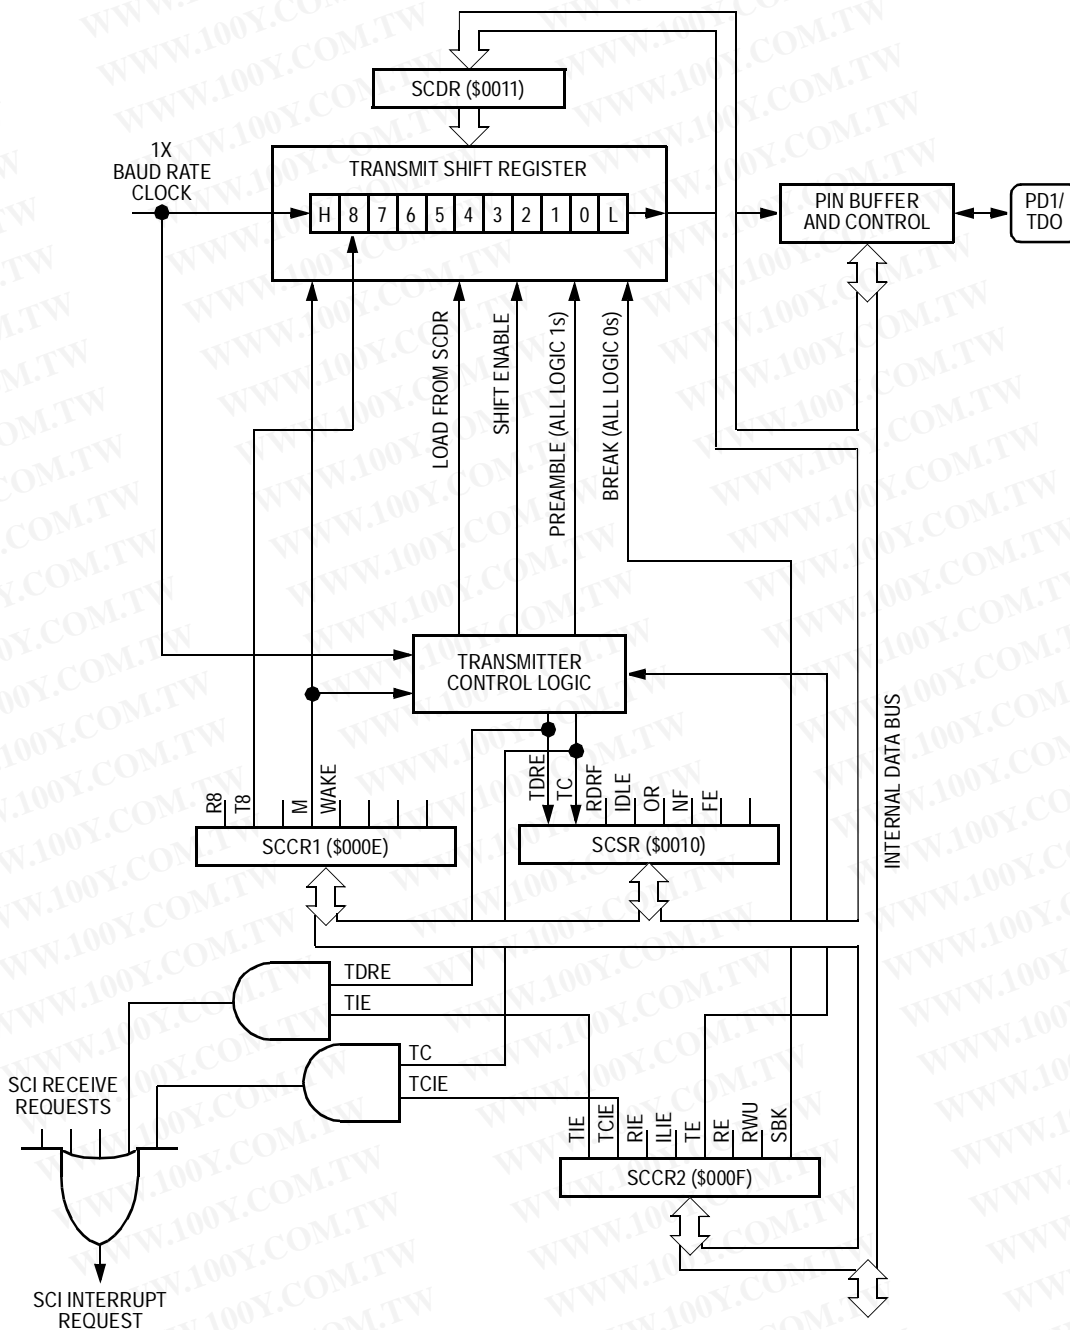 SCDR ($0011)
1X
BAUD RATE
CLOCK
TRANSMIT SHIFT REGISTER
H 8 7 6 5 4 3 2 1 0 L
PIN BUFFER
AND CONTROL
PD1/
TDO
LOAD FROM SCDR
SHIFT ENABLE
PREAMBLE (ALL LOGIC 1s)
BREAK (ALL LOGIC 0s)
TRANSMITTER
CONTROL LOGIC
INTERNAL DATA BUS
R8
T8
M
WAKE
SCCR1 ($000E)
TDRE
TC
RDRF
IDLE
OR
NF
FE
SCSR ($0010)
TDRE
TIE
TC
TCIE
SCI RECEIVE
REQUESTS
TIE
TCIE
RIE
ILIE
TE
RE
RWU
SBK
SCCR2 ($000F)
SCI INTERRUPT
REQUEST
WWW.100Y.COM.TW